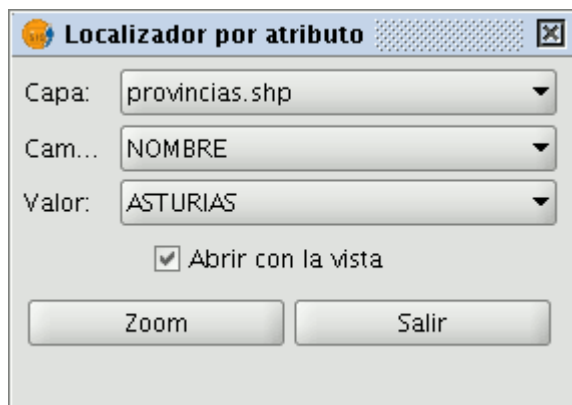 Localizador por atributo
Capa: provincias.shp
Cam... NOMBRE
Valor: ASTURIAS
Abrir con la vista
Zoom Salir